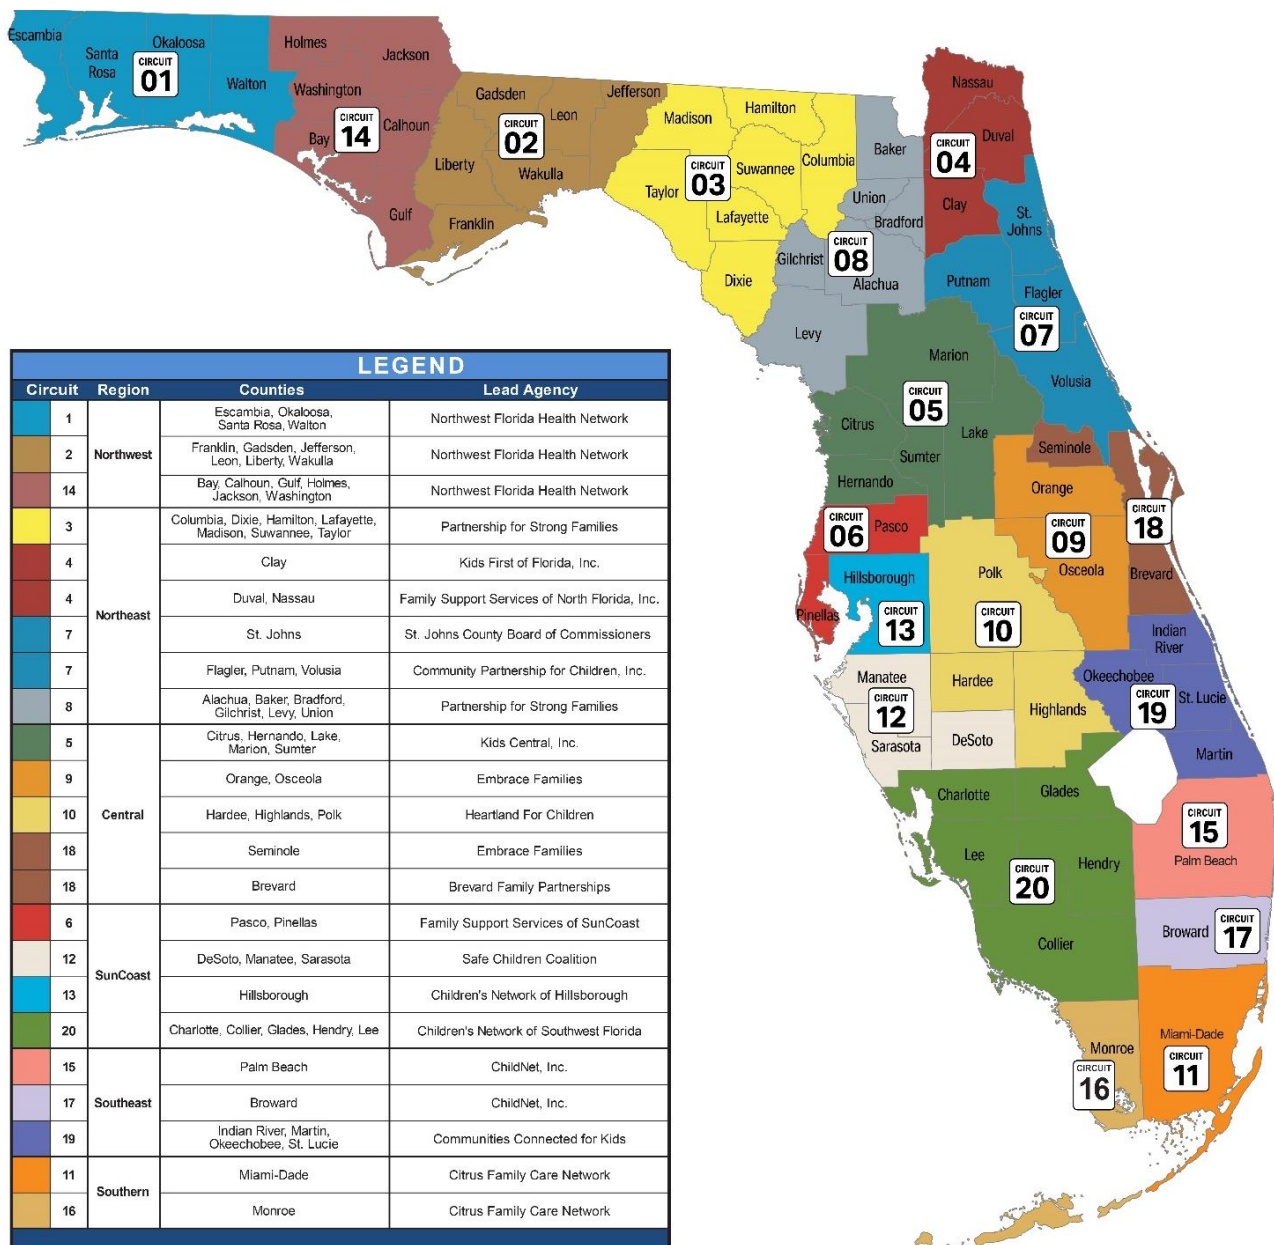 Escambia
Santa
Rosa
Okaloosa
CIRCUIT
01
Walton
Holmes
Jackson
Washington
CIRCUIT
14
Calhoun
Bay
Gulf
Gadsden
Jefferson
Leon
CIRCUIT
02
Liberty
Wakulla
Franklin
Madison
Hamilton
Columbia
Suwannee
CIRCUIT
03
Taylor
Lafayette
Dixie
Baker
Union
Bradford
CIRCUIT
08
Gilchrist
Alachua
Levy
Nassau
Duval
CIRCUIT
04
Clay
St.
Johns
Putnam
Flagler
CIRCUIT
07
Volusia
Marion
CIRCUIT
05
Citrus
Lake
Sumter
Hernando
Seminole
Orange
CIRCUIT
09
Osceola
CIRCUIT
18
Brevard
CIRCUIT
06
Pasco
Pinellas
Hillsborough
CIRCUIT
13
Polk
CIRCUIT
10
Hardee
Highlands
Manatee
CIRCUIT
12
Sarasota
DeSoto
Indian
River
Okeechobee
CIRCUIT
19
St. Lucie
Martin
Charlotte
Glades
Lee
CIRCUIT
20
Hendry
Collier
CIRCUIT
15
Palm Beach
Broward
CIRCUIT
17
Miami-Dade
CIRCUIT
11
Monroe
CIRCUIT
16
LEGEND
Circuit Region Counties Lead Agency
Northwest
1 Escambia, Okaloosa,
Santa Rosa, Walton
Northwest Florida Health Network
2 Franklin, Gadsden, Jefferson,
Leon, Liberty, Wakulla
Northwest Florida Health Network
14 Bay, Calhoun, Gulf, Holmes,
Jackson, Washington
Northwest Florida Health Network
Northeast
3 Columbia, Dixie, Hamilton, Lafayette,
Madison, Suwannee, Taylor
Partnership for Strong Families
4 Clay Kids First of Florida, Inc.
4 Duval, Nassau Family Support Services of North Florida, Inc.
7 St. Johns St. Johns County Board of Commissioners
7 Flagler, Putnam, Volusia Community Partnership for Children, Inc.
8 Alachua, Baker, Bradford,
Gilchrist, Levy, Union
Partnership for Strong Families
Central
5 Citrus, Hernando, Lake,
Marion, Sumter
Kids Central, Inc.
9 Orange, Osceola Embrace Families
10 Hardee, Highlands, Polk Heartland For Children
18 Seminole Embrace Families
18 Brevard Brevard Family Partnerships
SunCoast
6 Pasco, Pinellas Family Support Services of SunCoast
12 DeSoto, Manatee, Sarasota Safe Children Coalition
13 Hillsborough Children's Network of Hillsborough
20 Charlotte, Collier, Glades, Hendry, Lee Children's Network of Southwest Florida
Southeast
15 Palm Beach ChildNet, Inc.
17 Broward ChildNet, Inc.
19 Indian River, Martin,
Okeechobee, St. Lucie
Communities Connected for Kids
Southern
11 Miami-Dade Citrus Family Care Network
16 Monroe Citrus Family Care Network